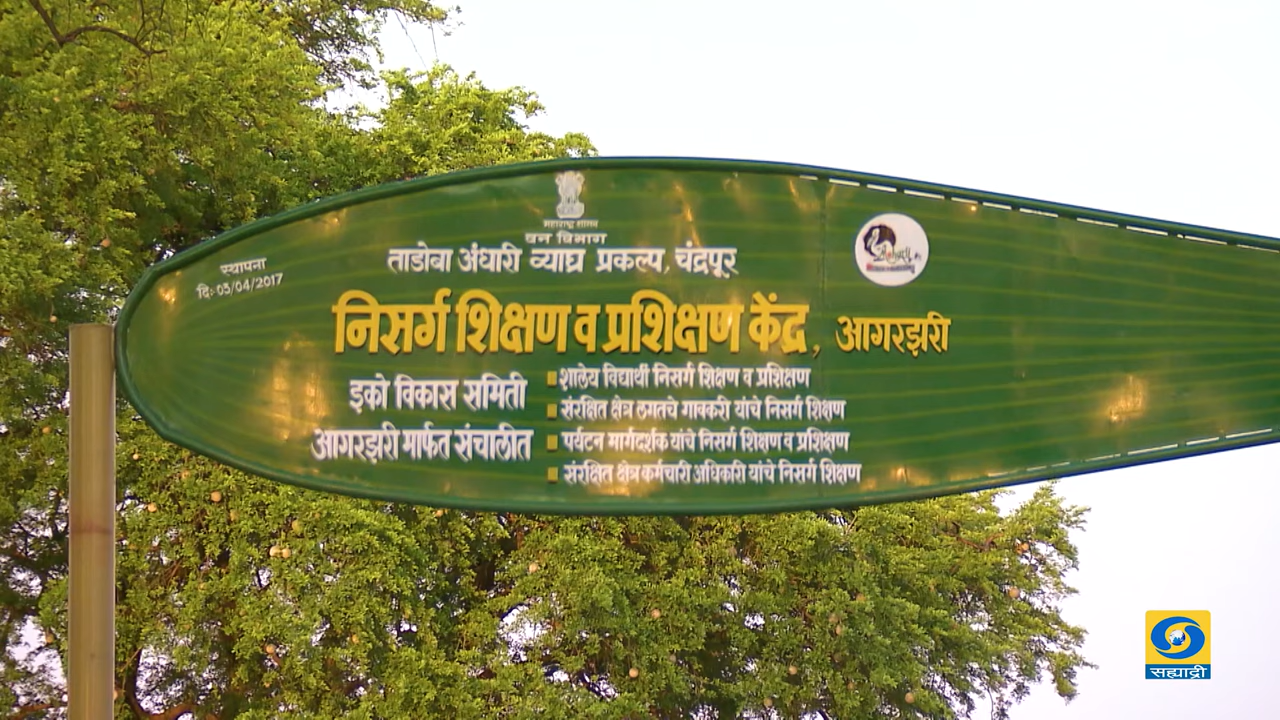 महाराष्ट्र शासन
वन विभाग
ताडोबा अंधारी व्याघ्र प्रकल्प, चंद्रपूर
स्थापना
दि:- 05/04/2017
निसर्ग शिक्षण व प्रशिक्षण केंद्र, आगरझरी
इको विकास समिती
आगरझरी मार्फत संचालीत
शालेय विद्यार्थी निसर्ग शिक्षण व प्रशिक्षण
संरक्षित क्षेत्र लगतचे गावकरी यांचे निसर्ग शिक्षण
पर्यटन मार्गदर्शक यांचे निसर्ग शिक्षण व प्रशिक्षण
संरक्षित क्षेत्र कर्मचारी अधिकारी यांचे निसर्ग शिक्षण
सह्याद्री